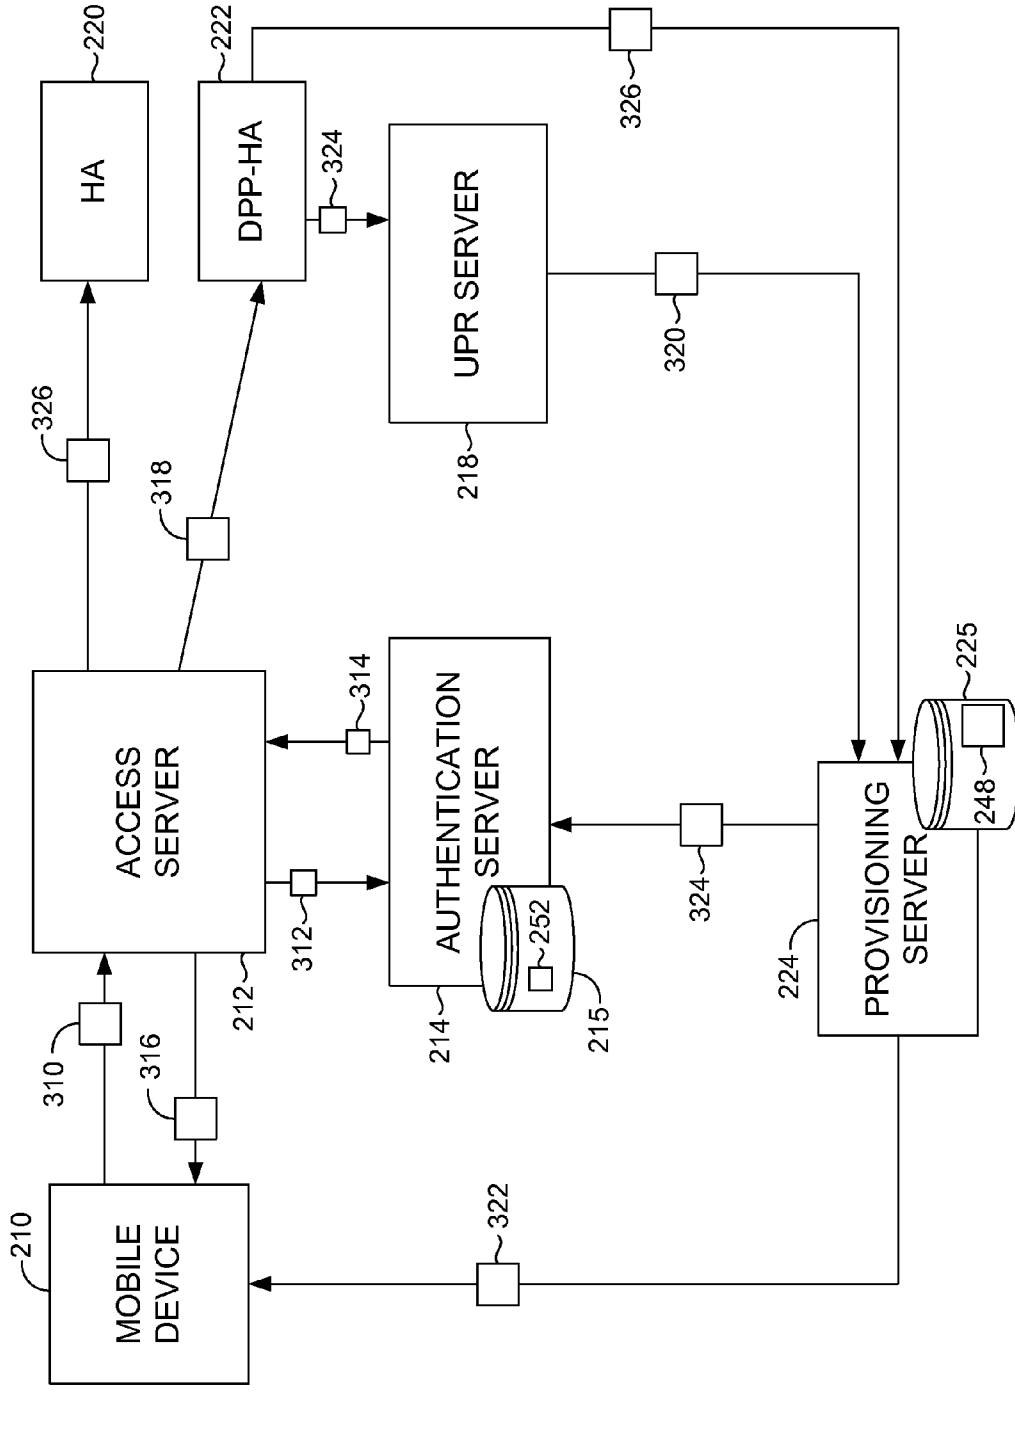 210
MOBILE
DEVICE
310
316
322
212
ACCESS
SERVER
312
314
214
AUTHENTICATION
SERVER
252
215
324
224
PROVISIONING
SERVER
248
225
326
318
HA
220
DPP-HA
222
324
UPR SERVER
218
320
326